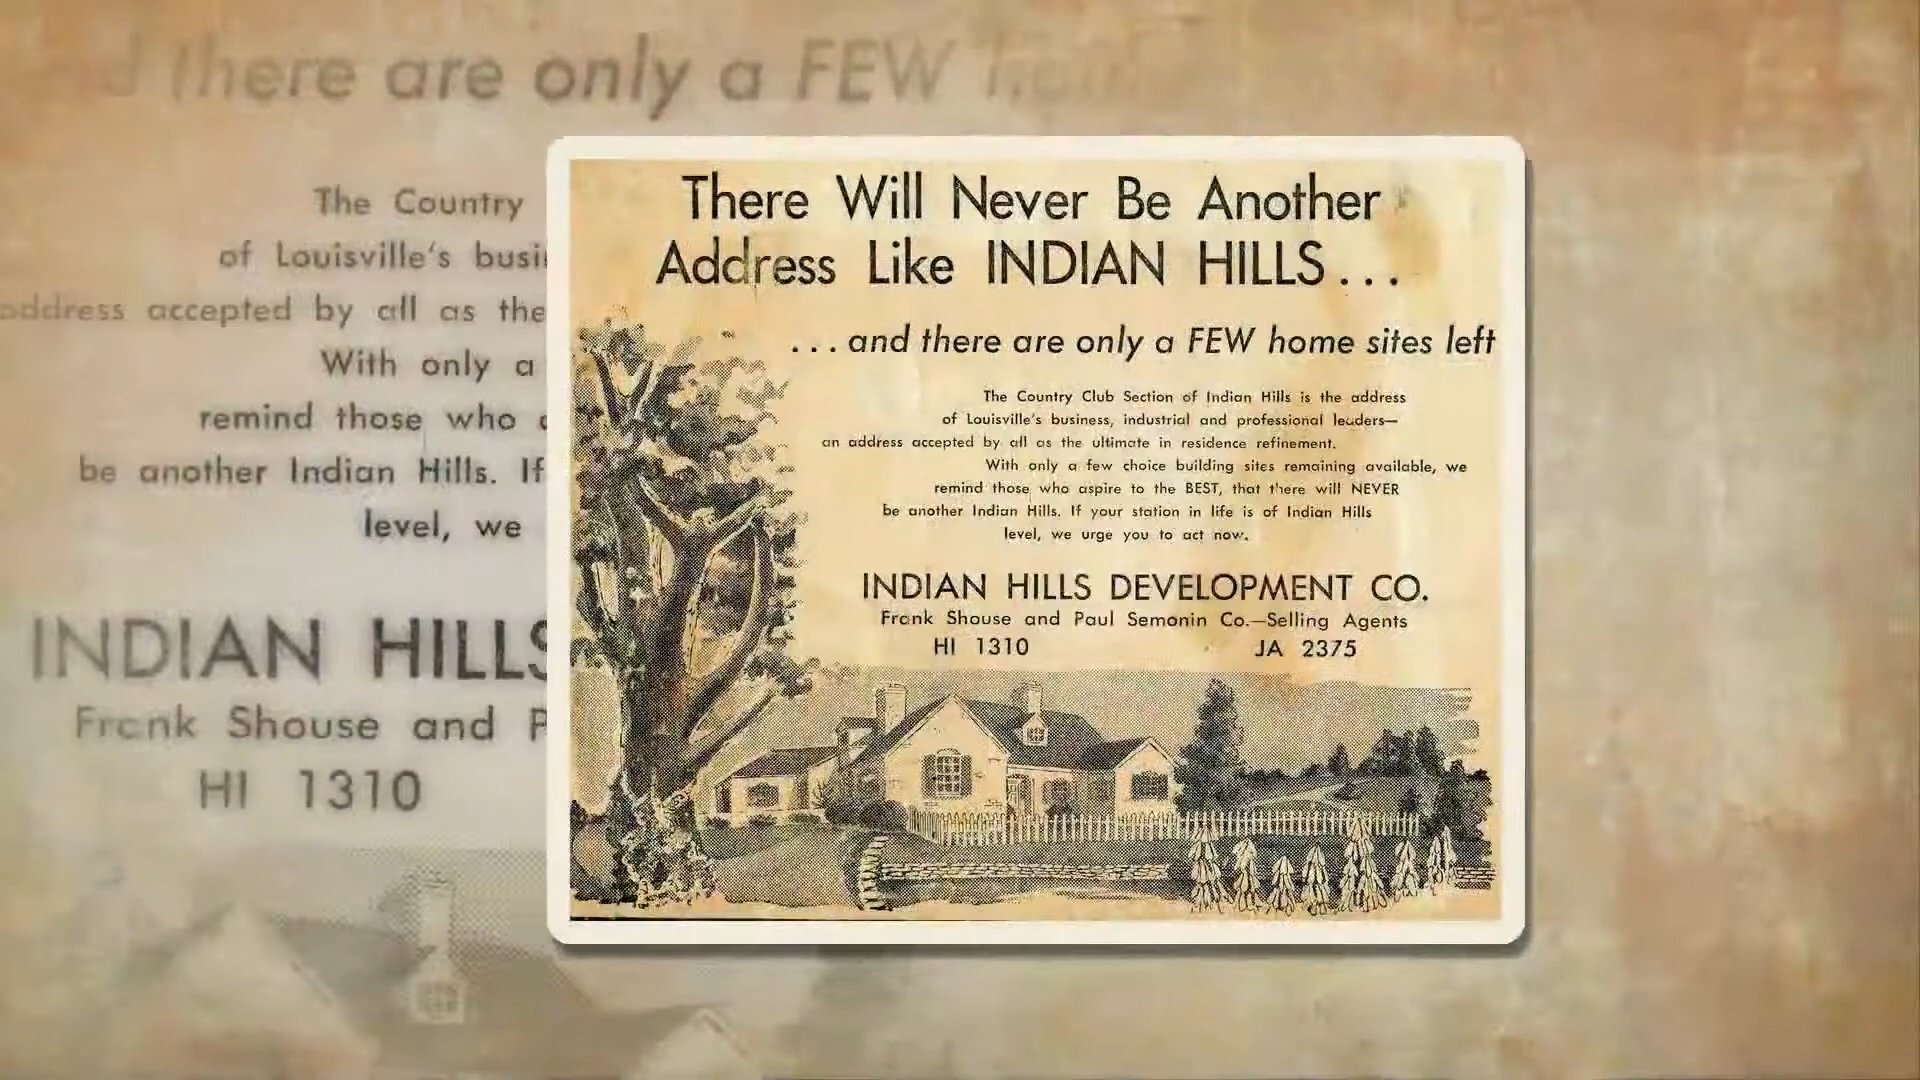 d there are only a FEW
The Country
of Louisville's busi
address accepted by all as the
With only a
remind those who
be another Indian Hills. If
level, we
INDIAN HILLS
Frank Shouse and P
HI 1310
There Will Never Be Another
Address Like INDIAN HILLS...
...and there are only a FEW home sites left
The Country Club Section of Indian Hills is the address
of Louisville's business, industrial and professional leaders—
an address accepted by all as the ultimate in residence refinement.
With only a few choice building sites remaining available, we
remind those who aspire to the BEST, that there will NEVER
be another Indian Hills. If your station in life is of Indian Hills
level, we urge you to act now.
INDIAN HILLS DEVELOPMENT CO.
Frank Shouse and Paul Semonin Co.—Selling Agents
HI 1310 JA 2375